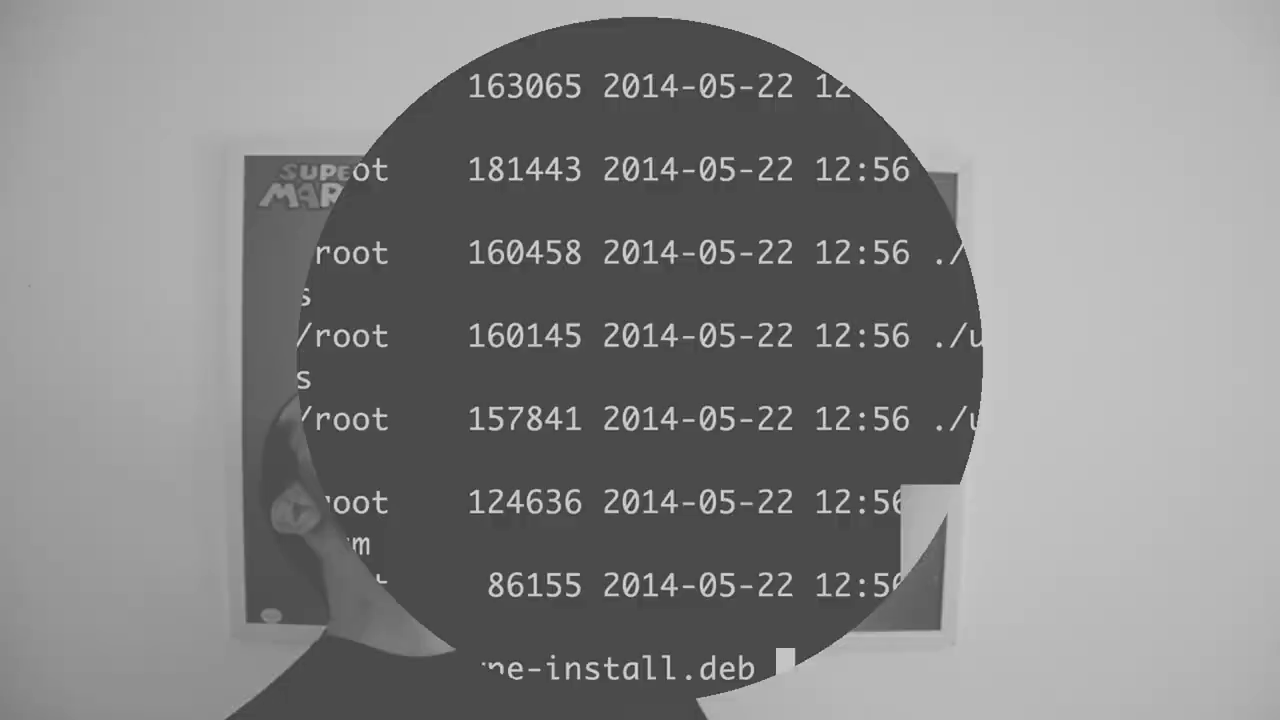 SUPE
MAR
163065 2014-05-22 12
ot 181443 2014-05-22 12:56
root 160458 2014-05-22 12:56 ./
s
/root 160145 2014-05-22 12:56 ./u
s
/root 157841 2014-05-22 12:56 ./u
oot 124636 2014-05-22 12:56
m
86155 2014-05-22 12:56
pe-install.deb